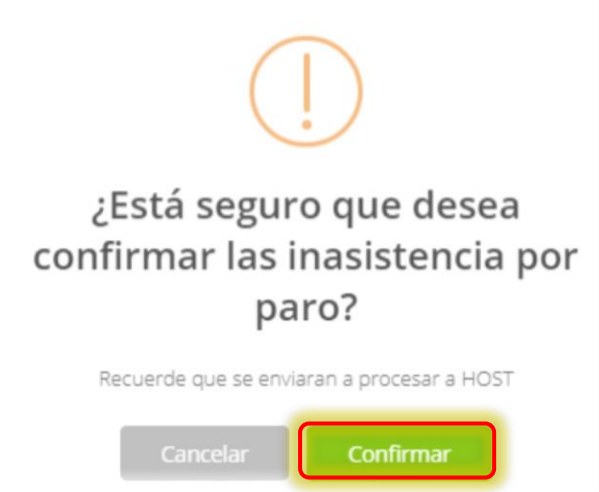 ¿Está seguro que desea
confirmar las inasistencia por
paro?
Recuerde que se enviaran a procesar a HOST
Cancelar Confirmar